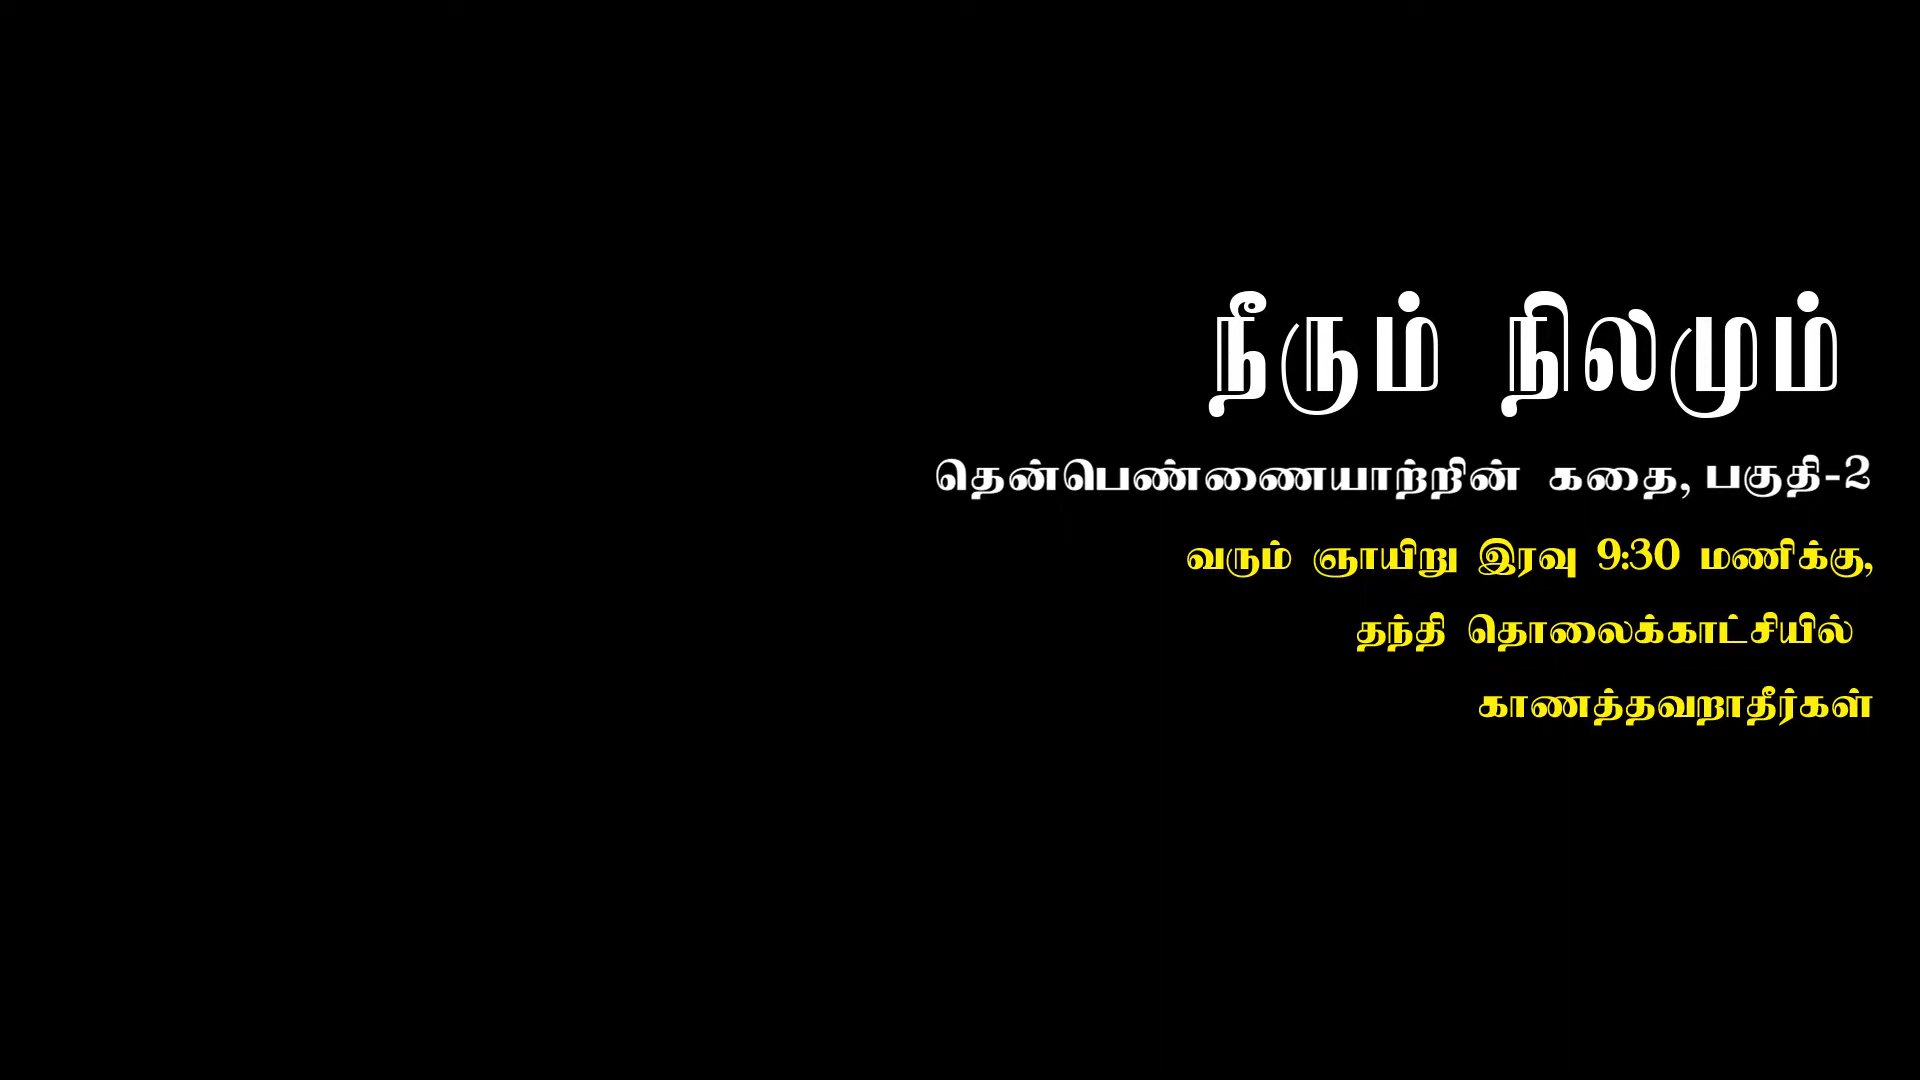 நீரும் நிலமும்
தென்பெண்ணையாற்றின் கதை, பகுதி-2
வரும் ஞாயிறு இரவு 9:30 மணிக்கு,
தந்தி தொலைக்காட்சியில்
காணத்தவறாதீர்கள்